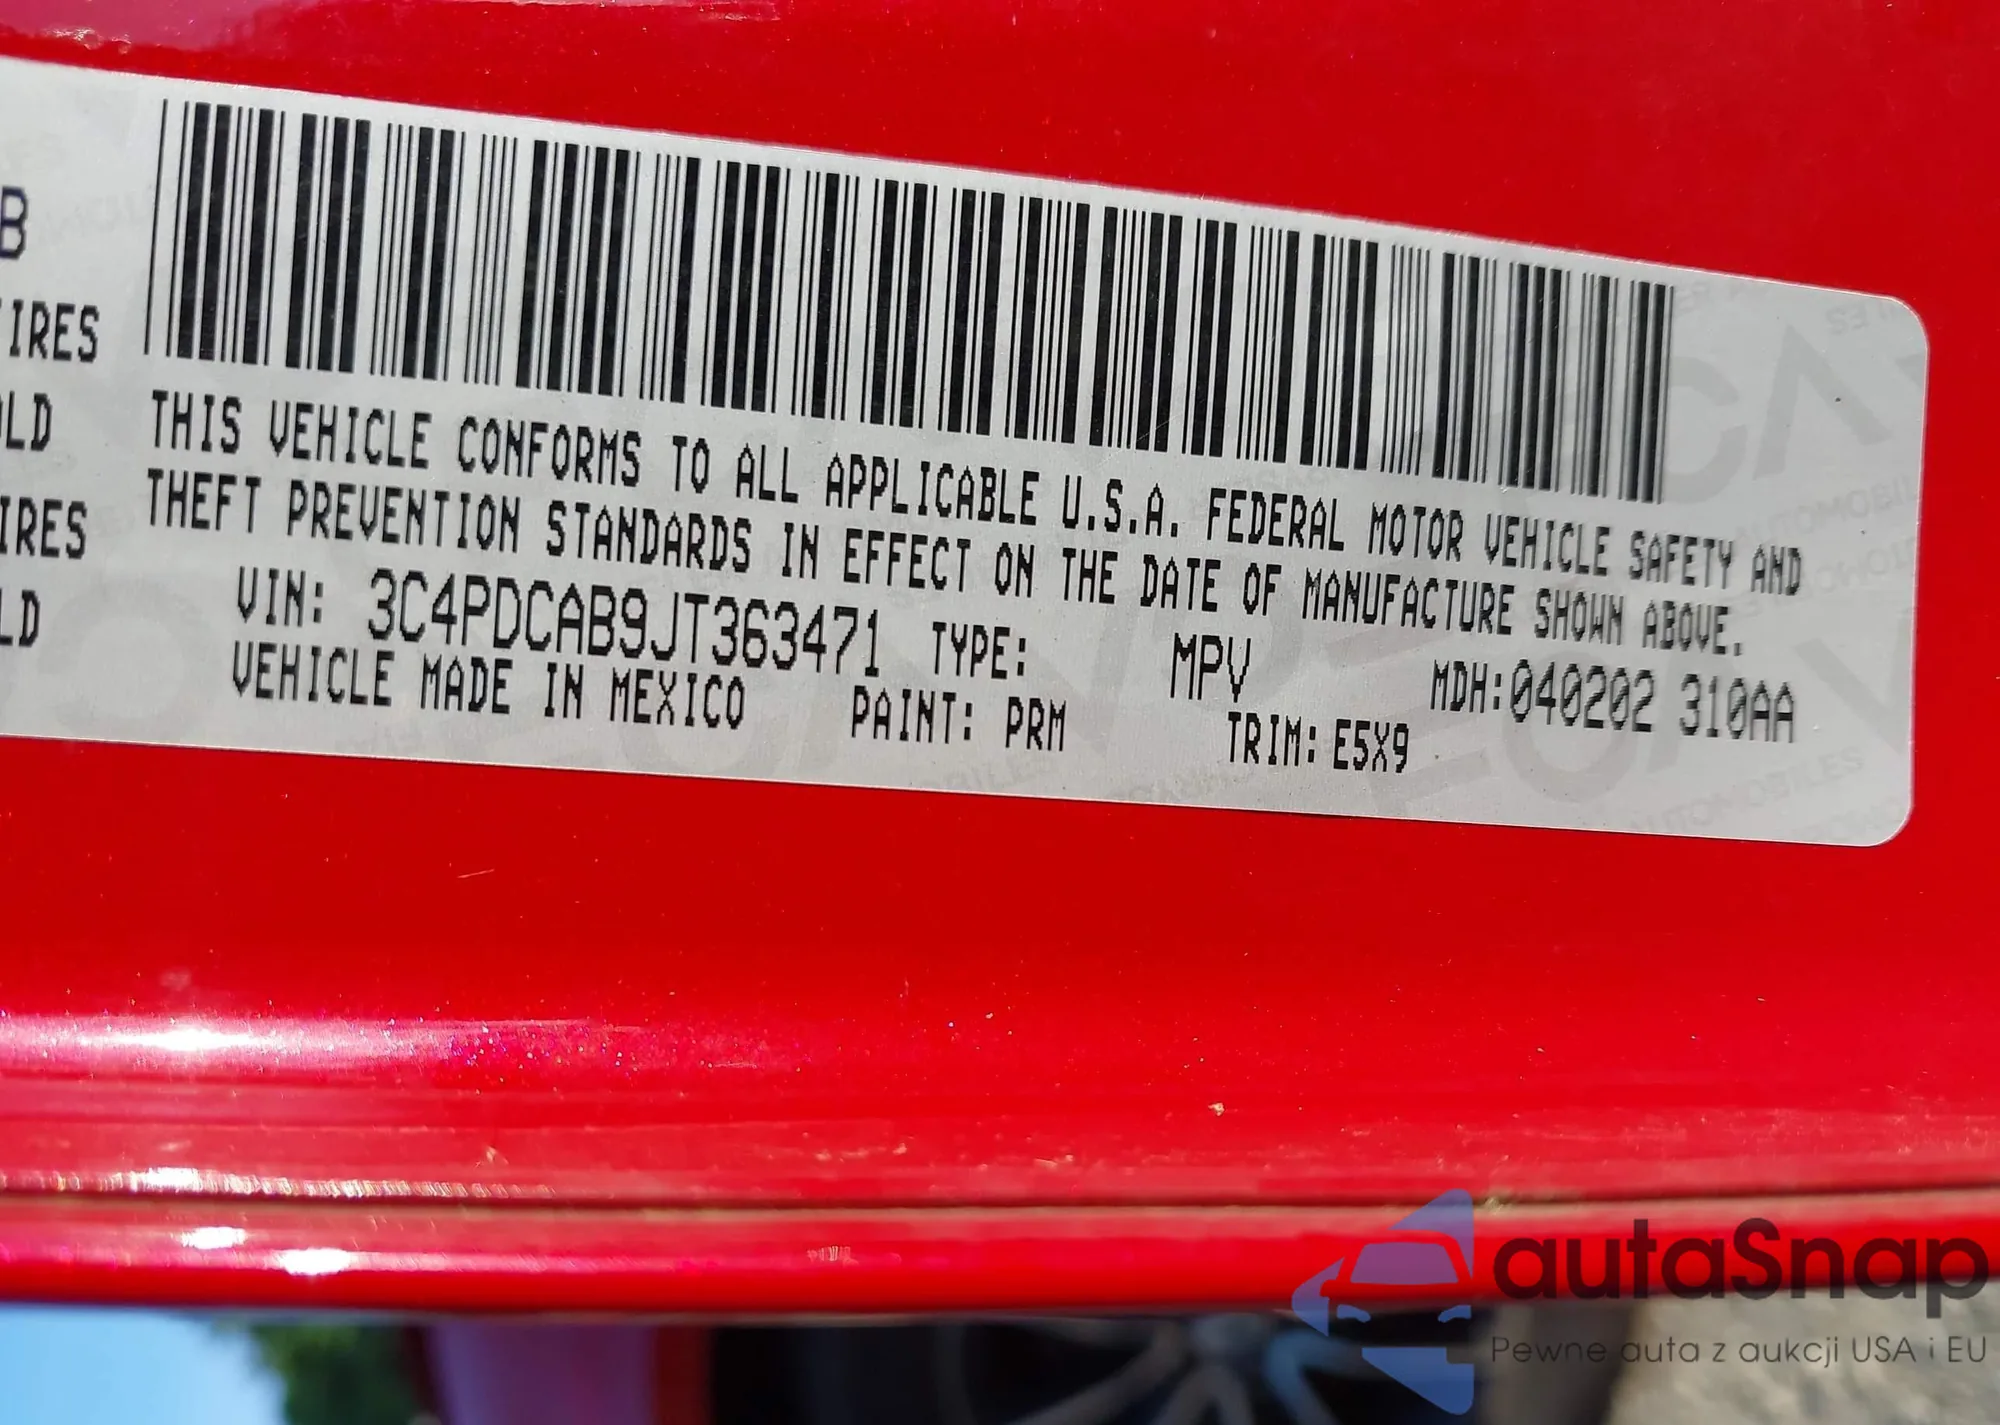 B
IRES
LD
IRES
LD
THIS VEHICLE CONFORMS TO ALL APPLICABLE U.S.A. FEDERAL MOTOR VEHICLE SAFETY AND
THEFT PREVENTION STANDARDS IN EFFECT ON THE DATE OF MANUFACTURE SHOWN ABOVE.
VIN: 3C4PDCAB9JT363471 TYPE: MPV MDH:040202 310AA
VEHICLE MADE IN MEXICO PAINT: PRM TRIM: E5X9
autaSnap
Pewne auta z aukcji USA i EU